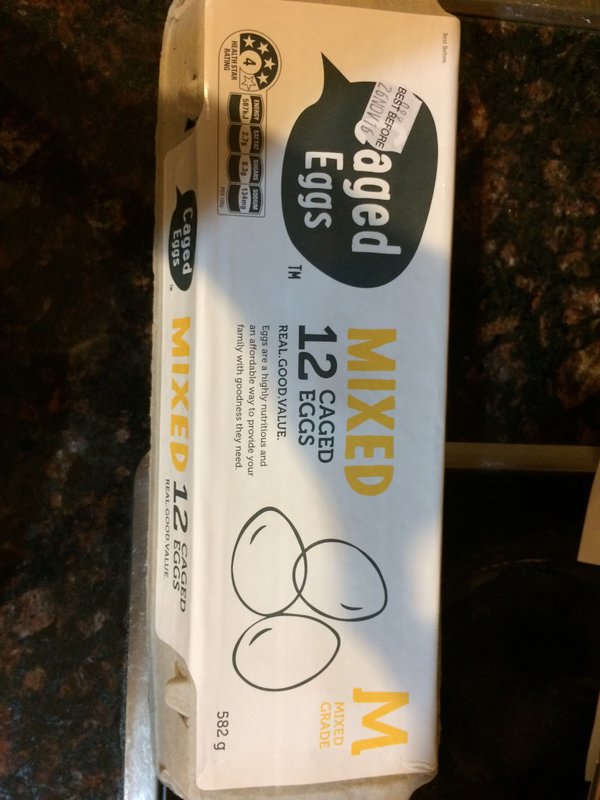 Best Before:
BEST BEFORE
26NOV16
Caged
Eggs
TM
HEALTH STAR
RATING
4
ENERGY
587kJ
SAT FAT
2.7g
SUGARS
0.3g
SODIUM
134mg
PER 100g
MIXED
12 CAGED
EGGS
REAL.GOOD.VALUE.
Eggs are a highly nutritious and
an affordable way to provide your
family with goodness they need.
M
MIXED
GRADE
582 g
Caged
Eggs
TM
MIXED 12 CAGED
EGGS
REAL.GOOD.VALUE.